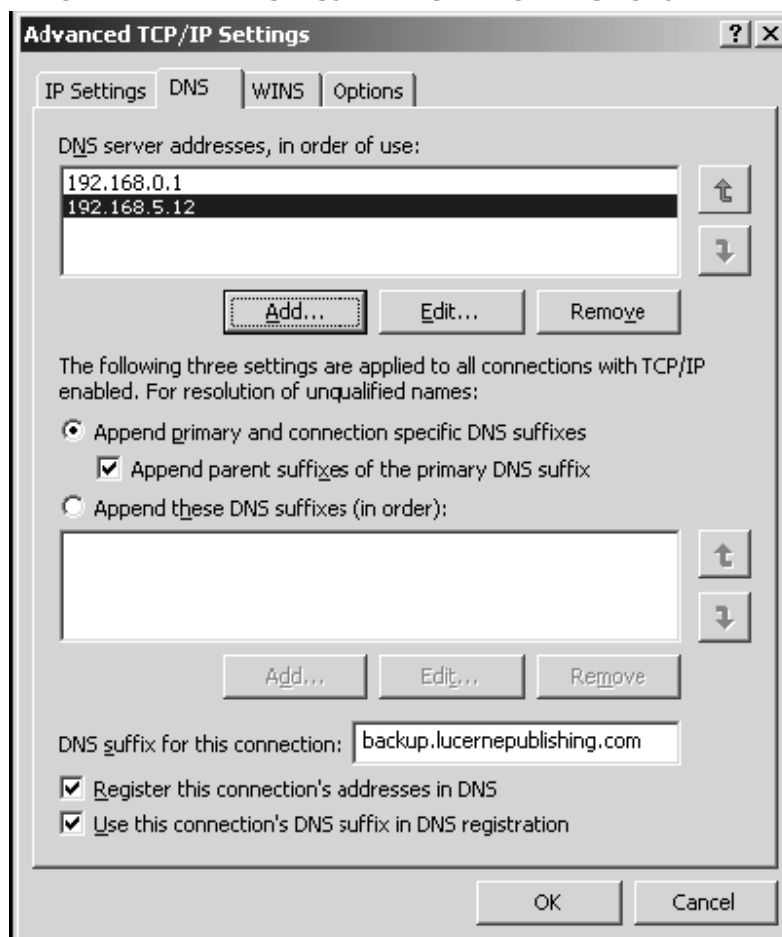 Advanced TCP/IP Settings
? X
IP Settings DNS WINS Options
DNS server addresses, in order of use:
192.168.0.1
192.168.5.12
Add... Edit... Remove
The following three settings are applied to all connections with TCP/IP
enabled. For resolution of unqualified names:
Append primary and connection specific DNS suffixes
Append parent suffixes of the primary DNS suffix
Append these DNS suffixes (in order):
Add... Edit... Remove
DNS suffix for this connection: backup.lucernepublishing.com
Register this connection's addresses in DNS
Use this connection's DNS suffix in DNS registration
OK Cancel